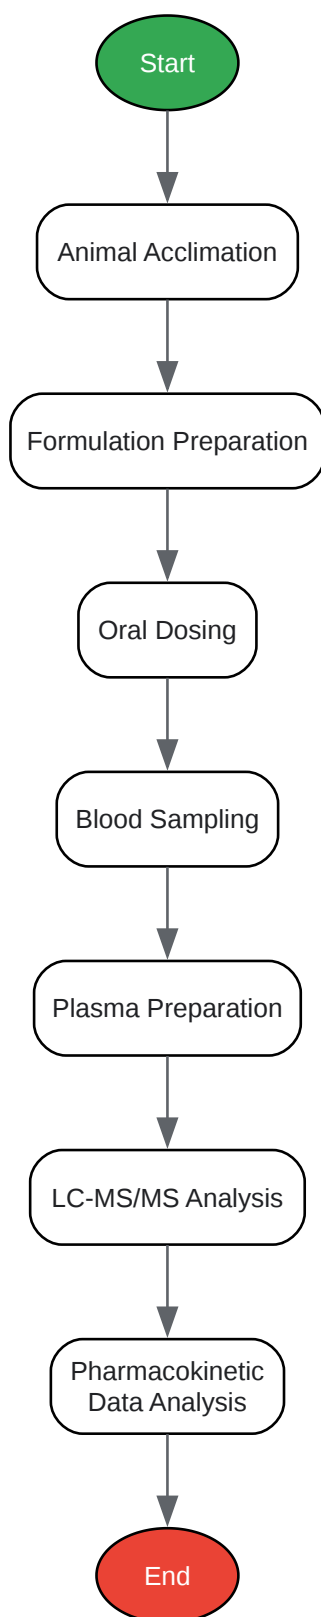 Start
Animal Acclimation
Formulation Preparation
Oral Dosing
Blood Sampling
Plasma Preparation
LC-MS/MS Analysis
Pharmacokinetic
Data Analysis
End